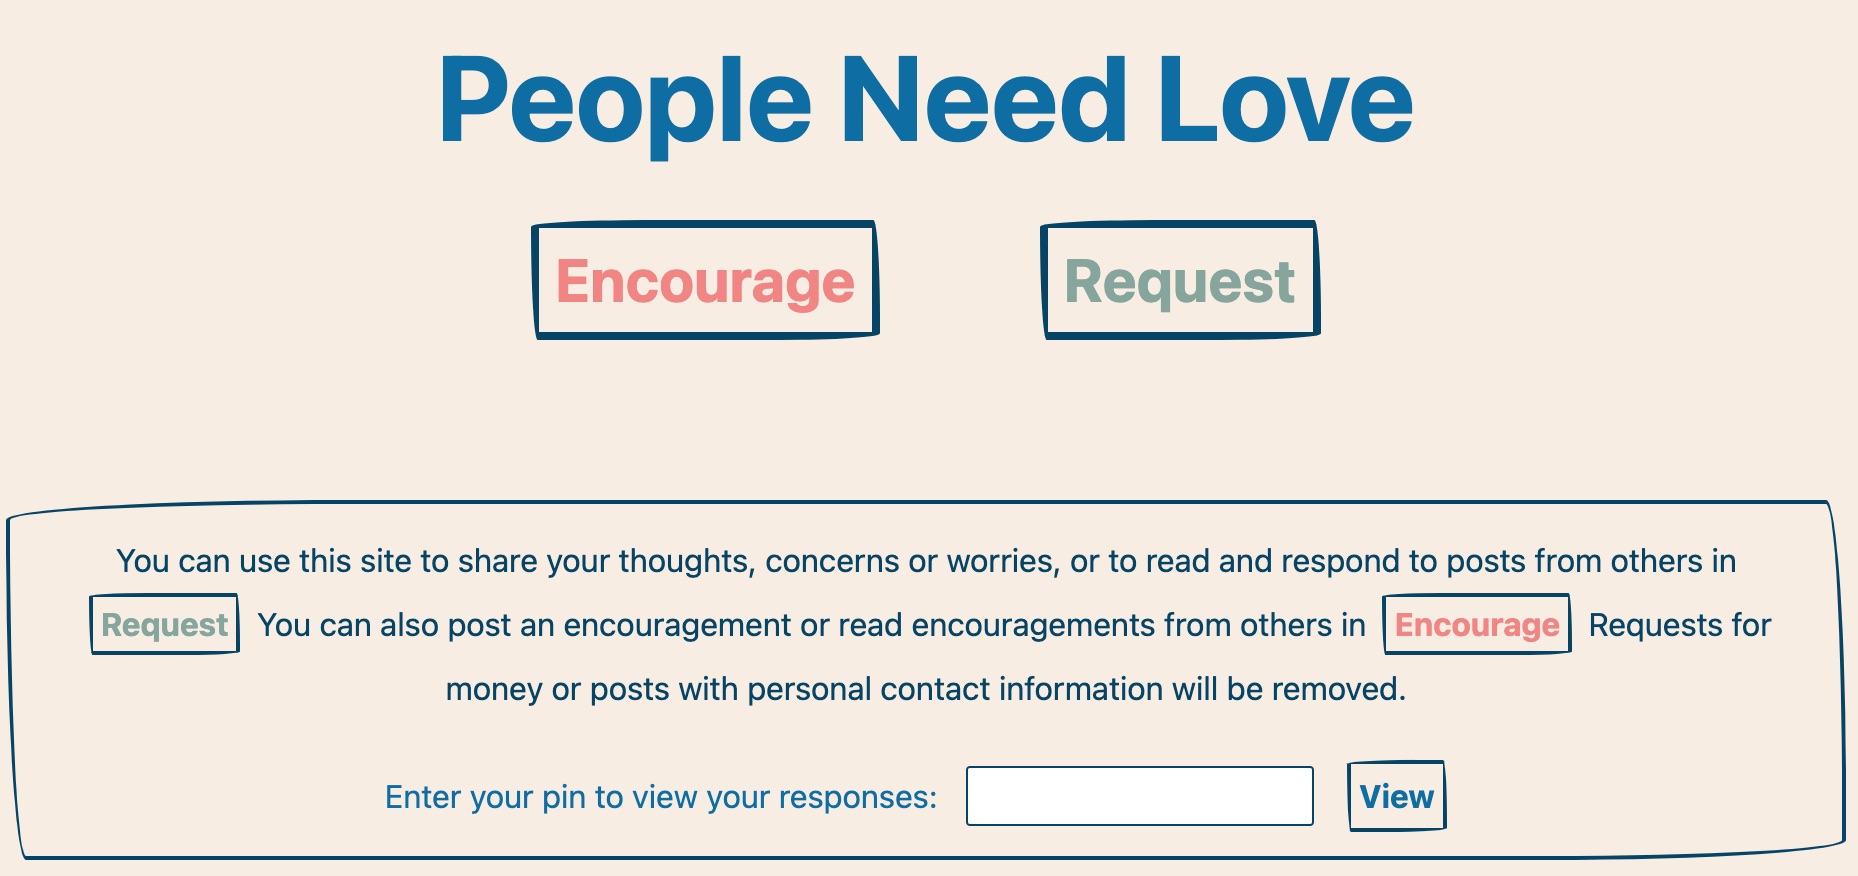 People Need Love
Encourage Request
You can use this site to share your thoughts, concerns or worries, or to read and respond to posts from others in
Request You can also post an encouragement or read encouragements from others in Encourage Requests for
money or posts with personal contact information will be removed.
Enter your pin to view your responses: View